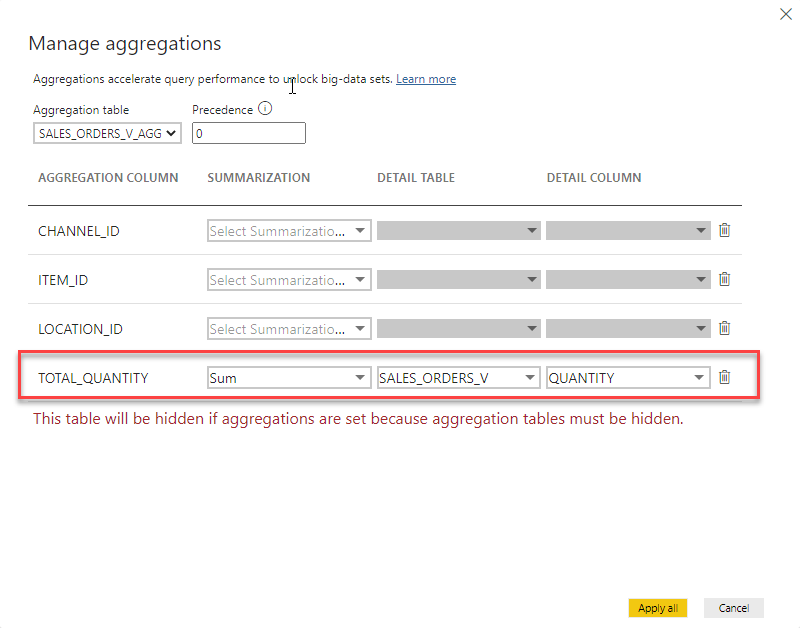 Manage aggregations
Aggregations accelerate query performance to unlock big-data sets. Learn more
Aggregation table Precedence
SALES_ORDERS_V_AGG 0
AGGREGATION COLUMN SUMMARIZATION DETAIL TABLE DETAIL COLUMN
CHANNEL_ID Select Summarizatio...
ITEM_ID Select Summarizatio...
LOCATION_ID Select Summarizatio...
TOTAL_QUANTITY Sum SALES_ORDERS_V QUANTITY
This table will be hidden if aggregations are set because aggregation tables must be hidden.
Apply all Cancel